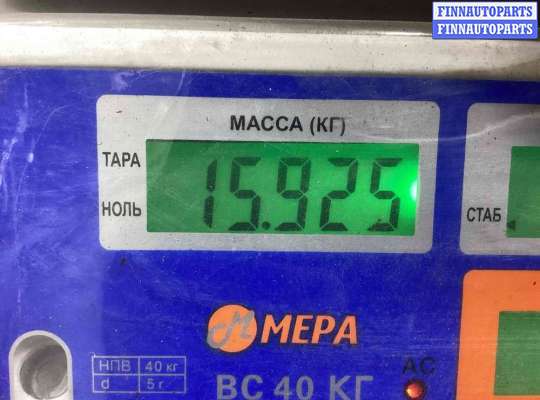 FINNAUTOPARTS
FINNAUTOPARTS
МАССА (КГ)
ТАРА
15.925
НОЛЬ
СТАБ
МЕРА
НПВ 40 кг
d 5 г
АС
ВС 40 КГ